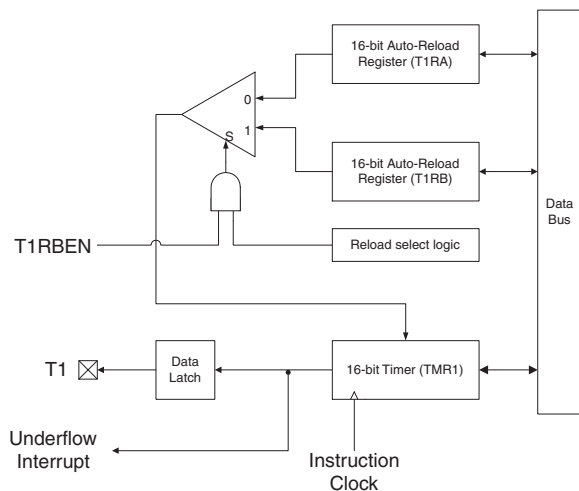 16-bit Auto-Reload
Register (T1RA)
0
1
S
16-bit Auto-Reload
Register (T1RB)
Data
Bus
T1RBEN
Reload select logic
T1
Data
Latch
16-bit Timer (TMR1)
Underflow
Interrupt
Instruction
Clock